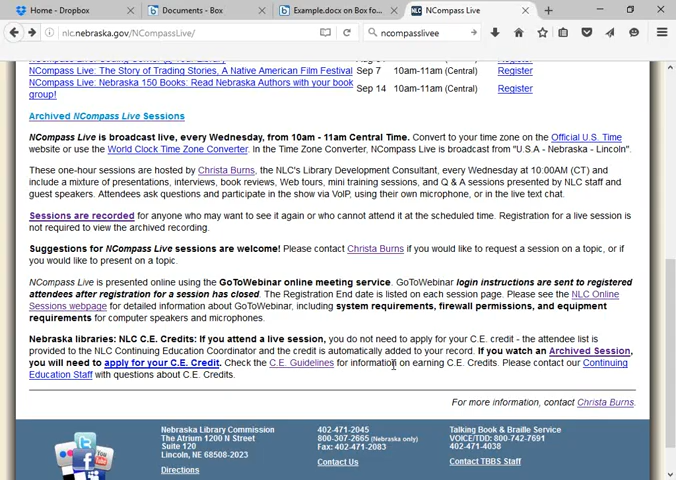 Home - Dropbox
Documents - Box
Example.docx on Box fo...
NLC NCompass Live
nlc.nebraska.gov/NCompassLive/
ncompasslivee
NCompass Live: The Story of Trading Stories, A Native American Film Festival Sep 7 10am-11am (Central) Register
NCompass Live: Nebraska 150 Books: Read Nebraska Authors with your book
group! Sep 14 10am-11am (Central) Register
Archived NCompass Live Sessions
NCompass Live is broadcast live, every Wednesday, from 10am - 11am Central Time. Convert to your time zone on the Official U.S. Time
website or use the World Clock Time Zone Converter. In the Time Zone Converter, NCompass Live is broadcast from "U.S.A - Nebraska - Lincoln".
These one-hour sessions are hosted by Christa Burns, the NLC's Library Development Consultant, every Wednesday at 10:00AM (CT) and
include a mixture of presentations, interviews, book reviews, Web tours, mini training sessions, and Q & A sessions presented by NLC staff and
guest speakers. Attendees ask questions and participate in the show via VoIP, using their own microphone, or in the live text chat.
Sessions are recorded for anyone who may want to see it again or who cannot attend it at the scheduled time. Registration for a live session is
not required to view the archived recording.
Suggestions for NCompass Live sessions are welcome! Please contact Christa Burns if you would like to request a session on a topic, or if
you would like to present on a topic.
NCompass Live is presented online using the GoToWebinar online meeting service. GoToWebinar login instructions are sent to registered
attendees after registration for a session has closed. The Registration End date is listed on each session page. Please see the NLC Online
Sessions webpage for detailed information about GoToWebinar, including system requirements, firewall permissions, and equipment
requirements for computer speakers and microphones.
Nebraska libraries: NLC C.E. Credits: If you attend a live session, you do not need to apply for your C.E. credit - the attendee list is
provided to the NLC Continuing Education Coordinator and the credit is automatically added to your record. If you watch an Archived Session,
you will need to apply for your C.E. Credit. Check the C.E. Guidelines for information on earning C.E. Credits. Please contact our Continuing
Education Staff with questions about C.E. Credits.
For more information, contact Christa Burns.
Nebraska Library Commission
The Atrium 1200 N Street
Suite 120
Lincoln, NE 68508-2023
Directions
402-471-2045
800-307-2665 (Nebraska only)
Fax: 402-471-2083
Contact Us
Talking Book & Braille Service
VOICE/TDD: 800-742-7691
402-471-4038
Contact TBBS Staff